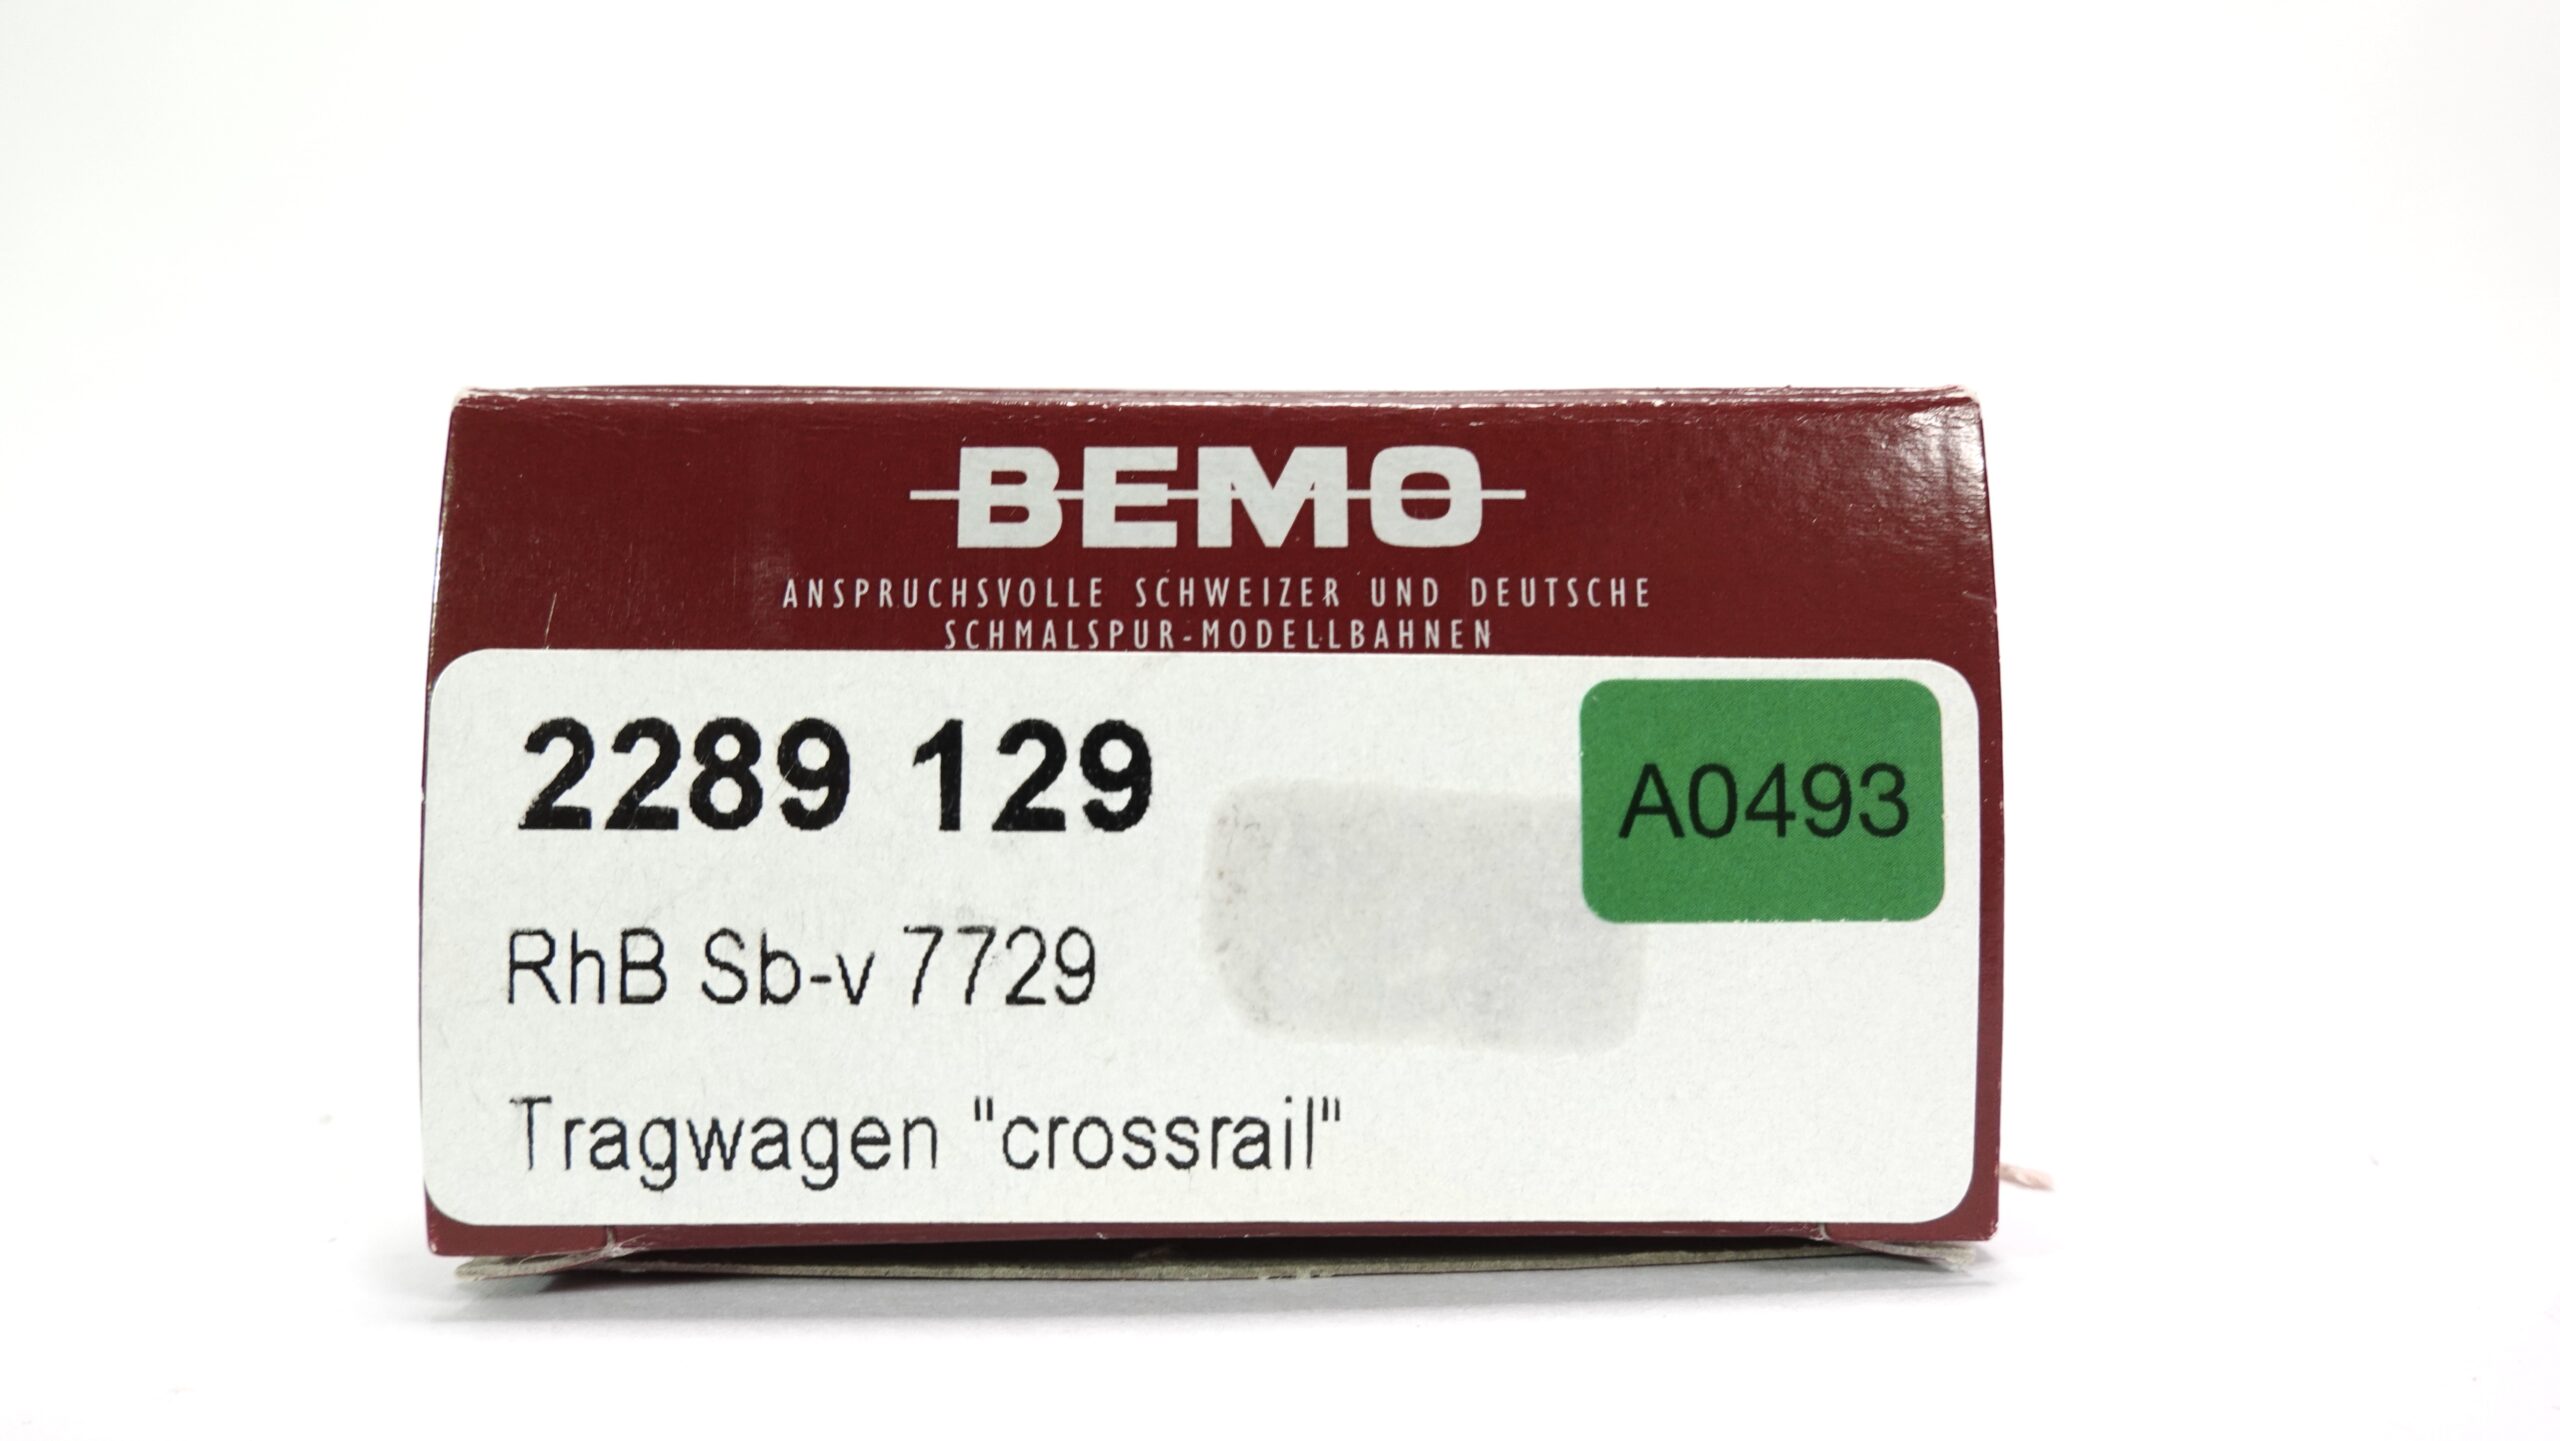 BEMO
ANSPRUCHSVOLLE SCHWEIZER UND DEUTSCHE
SCHMALSPUR-MODELLBAHNEN
2289 129
A0493
RhB Sb-v 7729
Tragwagen "crossrail"